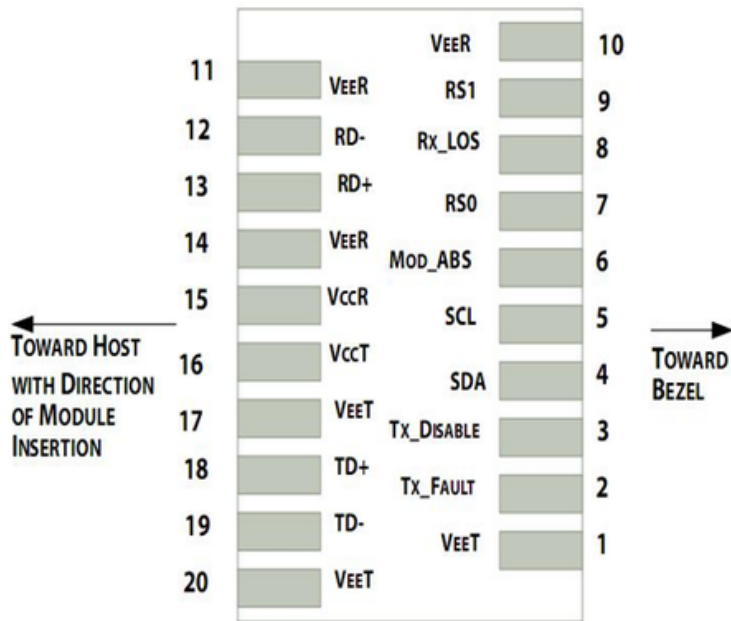 11 VEER
12 RD-
13 RD+
14 VEER
15 VCCR
16 VCCT
17 VEET
18 TD+
19 TD-
20 VEET
VEER 10
RS1 9
RX_LOS 8
RS0 7
MOD_ABS 6
SCL 5
SDA 4
TX_DISABLE 3
TX_FAULT 2
VEET 1
TOWARD HOST
WITH DIRECTION
OF MODULE
INSERTION
TOWARD
BEZEL